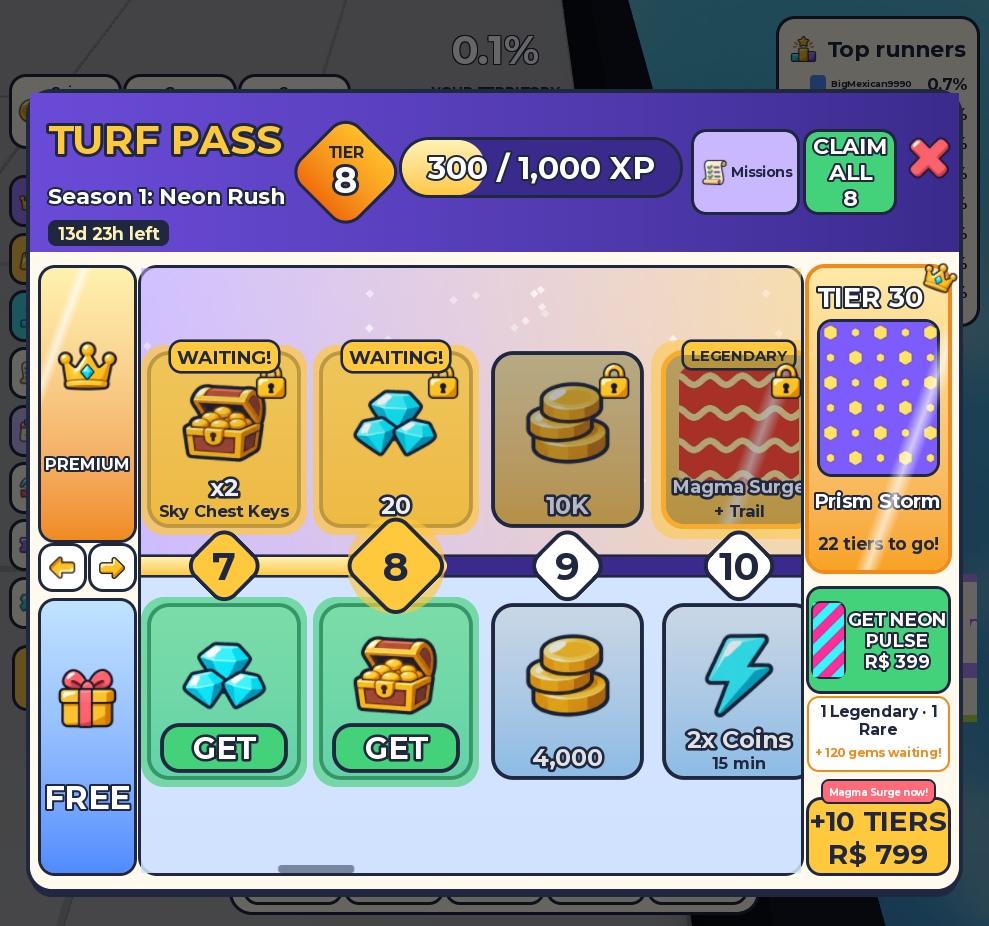 0.1%
Top runners
BigMexican9990 0.7%
TURF PASS
Season 1: Neon Rush
13d 23h left
TIER
8
300 / 1,000 XP
Missions
CLAIM
ALL
8
PREMIUM
WAITING!
x2
Sky Chest Keys
WAITING!
20
10K
LEGENDARY
Magma Surge
+ Trail
7
8
9
10
FREE
GET
GET
4,000
2x Coins
15 min
TIER 30
Prism Storm
22 tiers to go!
GET NEON
PULSE
R$ 399
1 Legendary · 1
Rare
+ 120 gems waiting!
Magma Surge now!
+10 TIERS
R$ 799